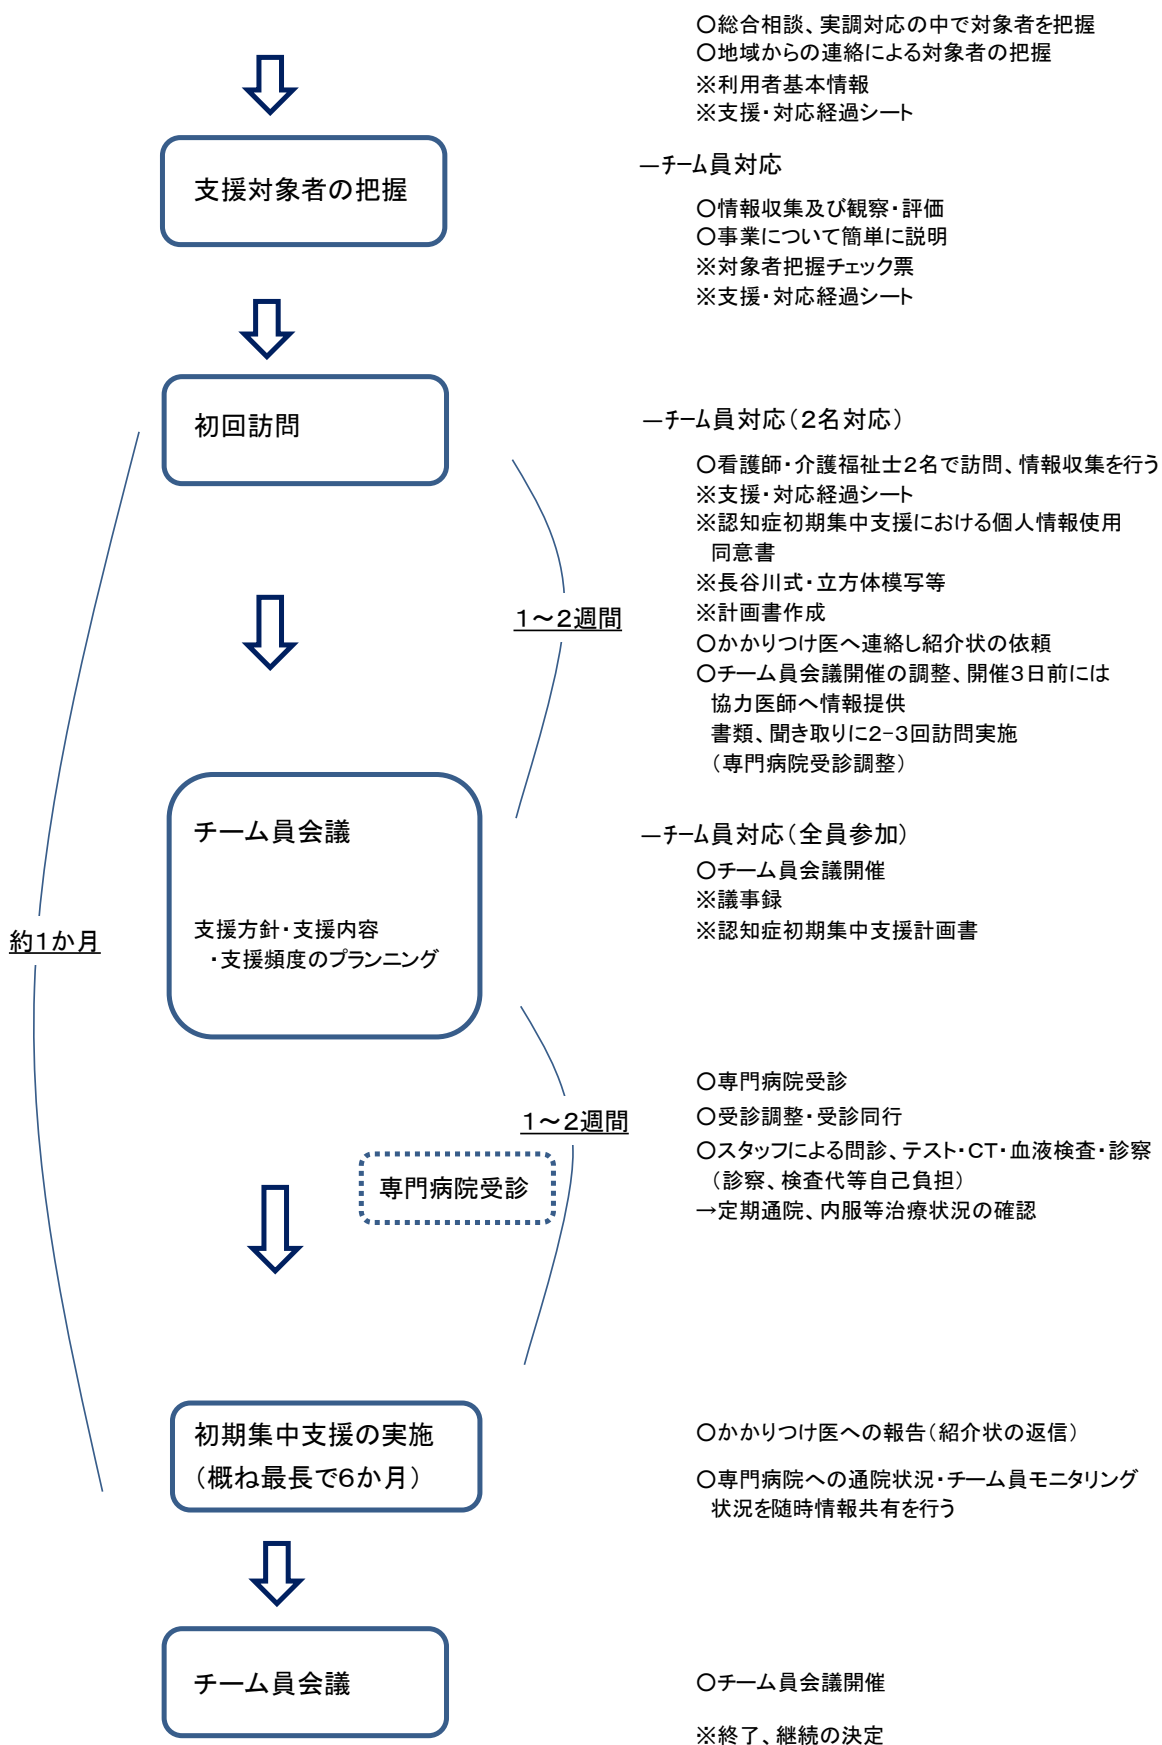 〇総合相談、実調対応の中で対象者を把握
〇地域からの連絡による対象者の把握
※利用者基本情報
※支援・対応経過シート
支援対象者の把握
―チーム員対応
〇情報収集及び観察・評価
〇事業について簡単に説明
※対象者把握チェック票
※支援・対応経過シート
初回訪問
―チーム員対応（２名対応）
〇看護師・介護福祉士２名で訪問、情報収集を行う
※支援・対応経過シート
※認知症初期集中支援における個人情報使用
同意書
※長谷川式・立方体模写等
※計画書作成
〇かかりつけ医へ連絡し紹介状の依頼
〇チーム員会議開催の調整、開催３日前には
協力医師へ情報提供
書類、聞き取りに２−３回訪問実施
（専門病院受診調整）
１～２週間
チーム員会議
支援方針・支援内容
・支援頻度のプランニング
―チーム員対応（全員参加）
〇チーム員会議開催
※議事録
※認知症初期集中支援計画書
約１か月
１～２週間
専門病院受診
〇専門病院受診
〇受診調整・受診同行
〇スタッフによる問診、テスト・ＣＴ・血液検査・診察
（診察、検査代等自己負担）
→定期通院、内服等治療状況の確認
初期集中支援の実施
（概ね最長で６か月）
〇かかりつけ医への報告（紹介状の返信）
〇専門病院への通院状況・チーム員モニタリング
状況を随時情報共有を行う
チーム員会議
〇チーム員会議開催
※終了、継続の決定